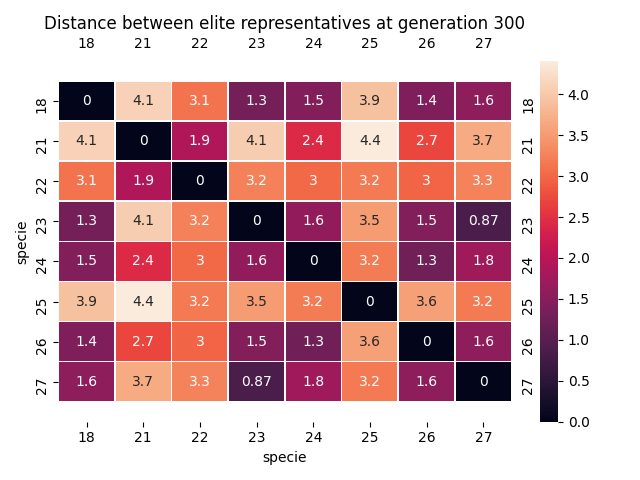 Distance between elite representatives at generation 300
18 21 22 23 24 25 26 27
18 0 4.1 3.1 1.3 1.5 3.9 1.4 1.6 18
21 4.1 0 1.9 4.1 2.4 4.4 2.7 3.7 21
22 3.1 1.9 0 3.2 3 3.2 3 3.3 22
23 1.3 4.1 3.2 0 1.6 3.5 1.5 0.87 23
24 1.5 2.4 3 1.6 0 3.2 1.3 1.8 24
25 3.9 4.4 3.2 3.5 3.2 0 3.6 3.2 25
26 1.4 2.7 3 1.5 1.3 3.6 0 1.6 26
27 1.6 3.7 3.3 0.87 1.8 3.2 1.6 0 27
18 21 22 23 24 25 26 27
specie
specie
4.0
3.5
3.0
2.5
2.0
1.5
1.0
0.5
0.0